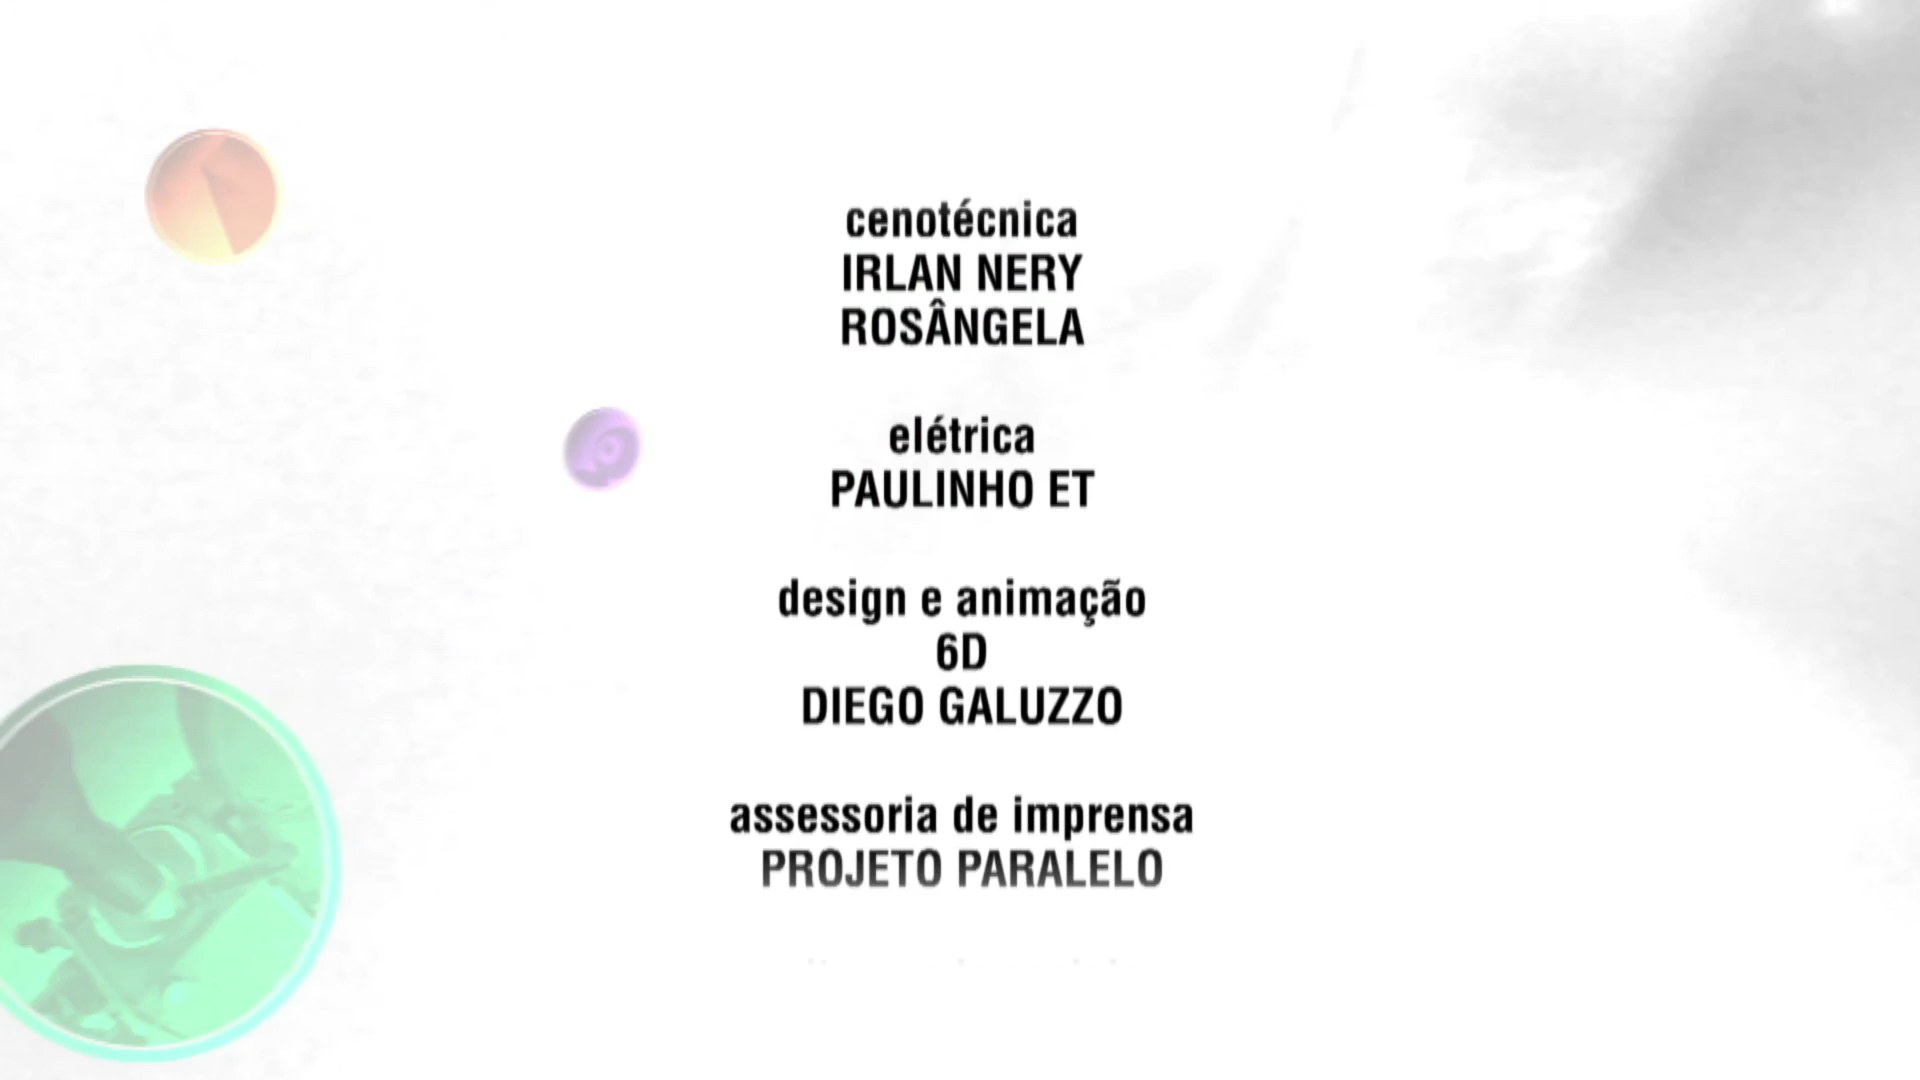 cenotécnica
IRLAN NERY
ROSÂNGELA
elétrica
PAULINHO ET
design e animação
6D
DIEGO GALUZZO
assessoria de imprensa
PROJETO PARALELO